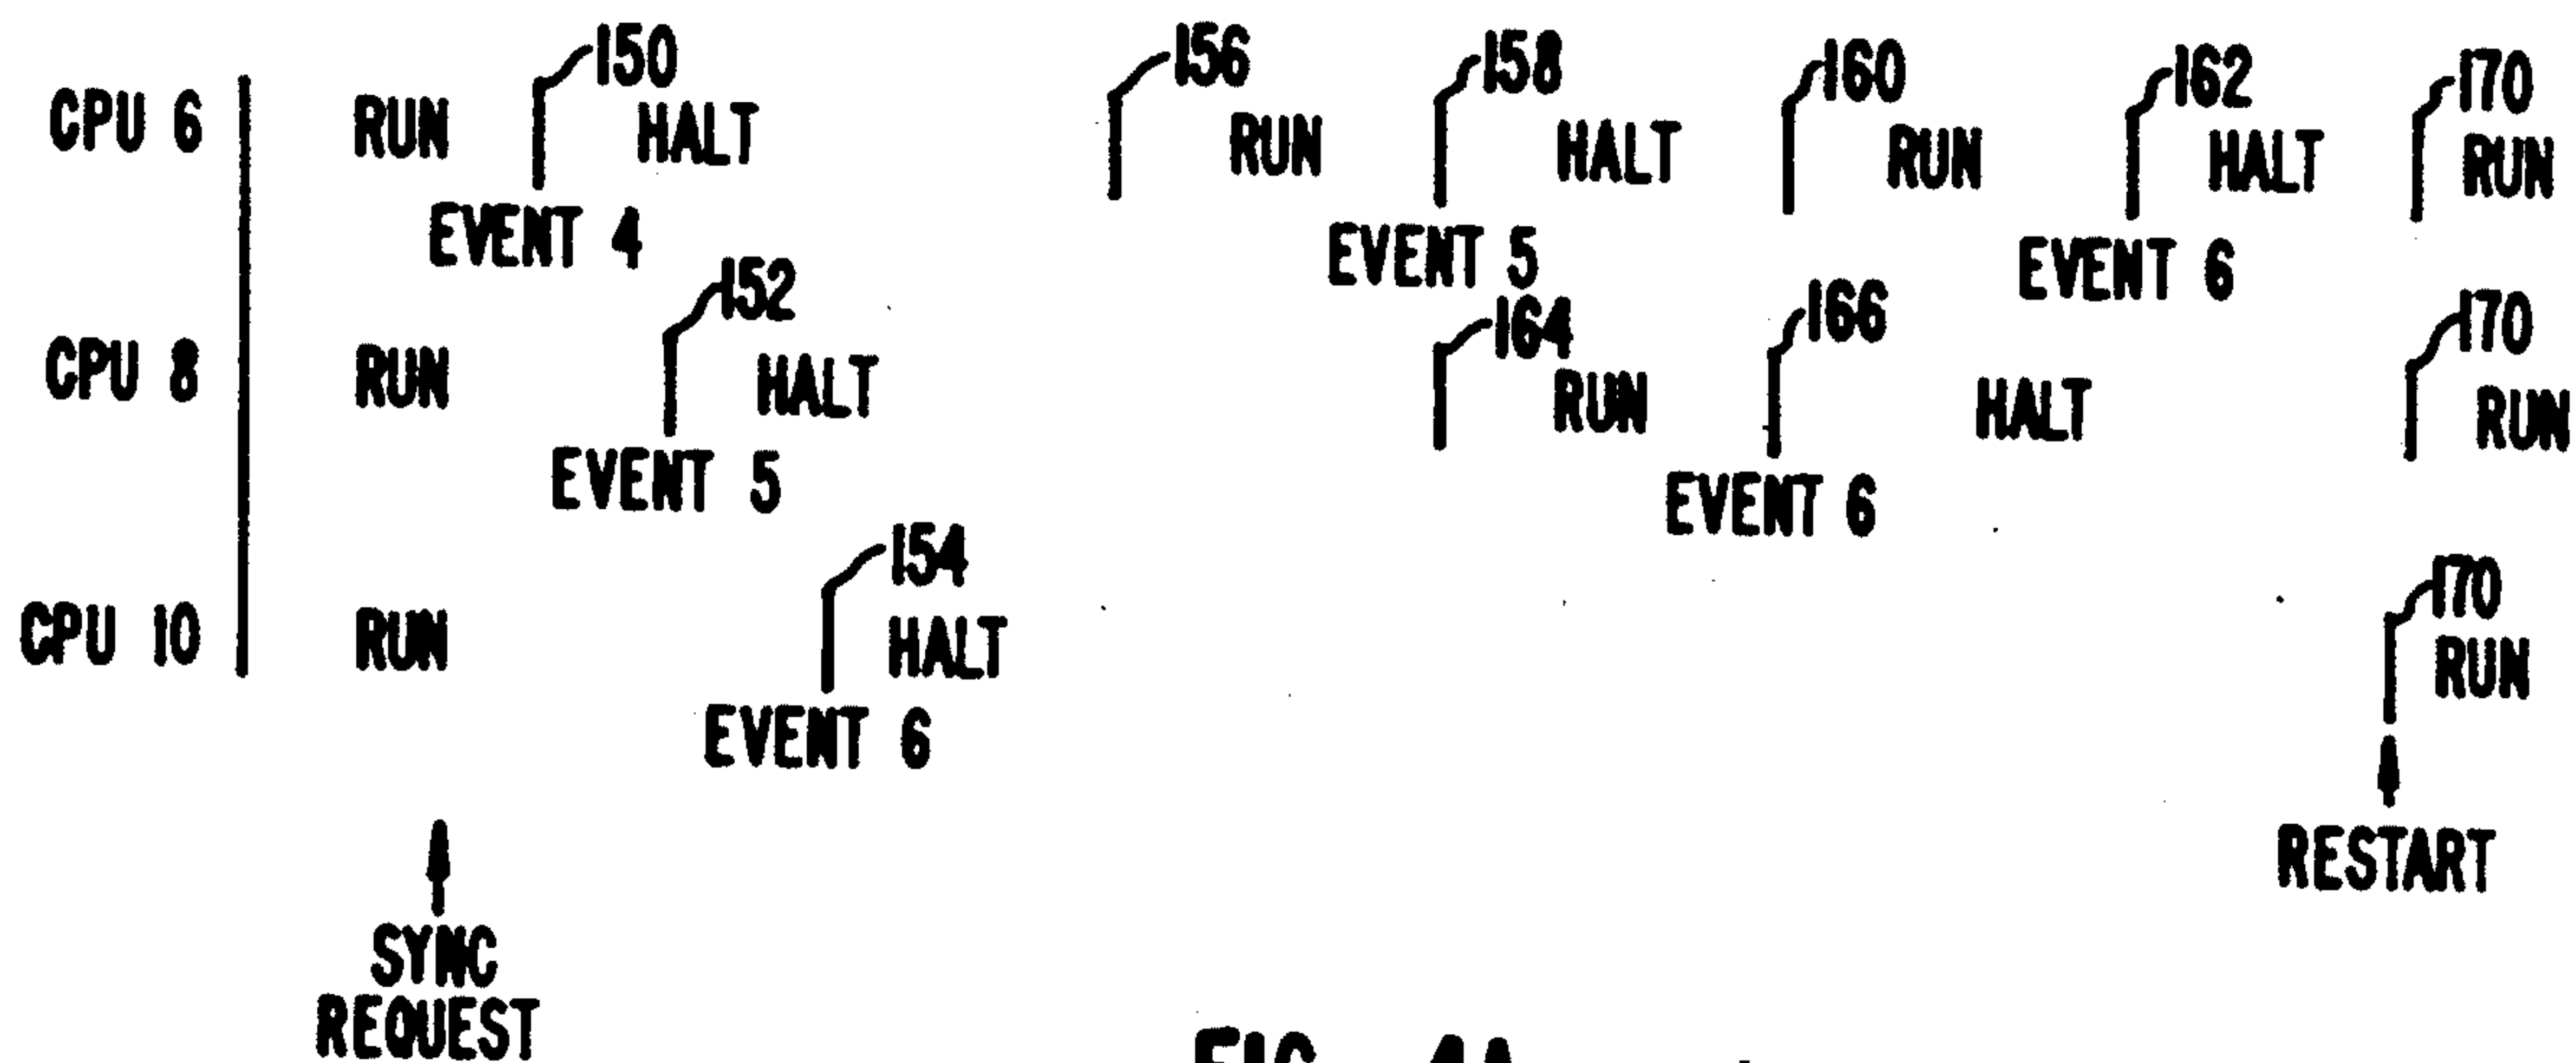 150 156 158 160 162 170
CPU 6 RUN HALT RUN HALT RUN HALT RUN
EVENT 4 EVENT 5 EVENT 6
152 164 166 170
CPU 8 RUN HALT RUN HALT RUN
EVENT 5 EVENT 6
154 170
CPU 10 RUN HALT RUN
EVENT 6
RESTART
SYNC
REQUEST
FIG. 4A